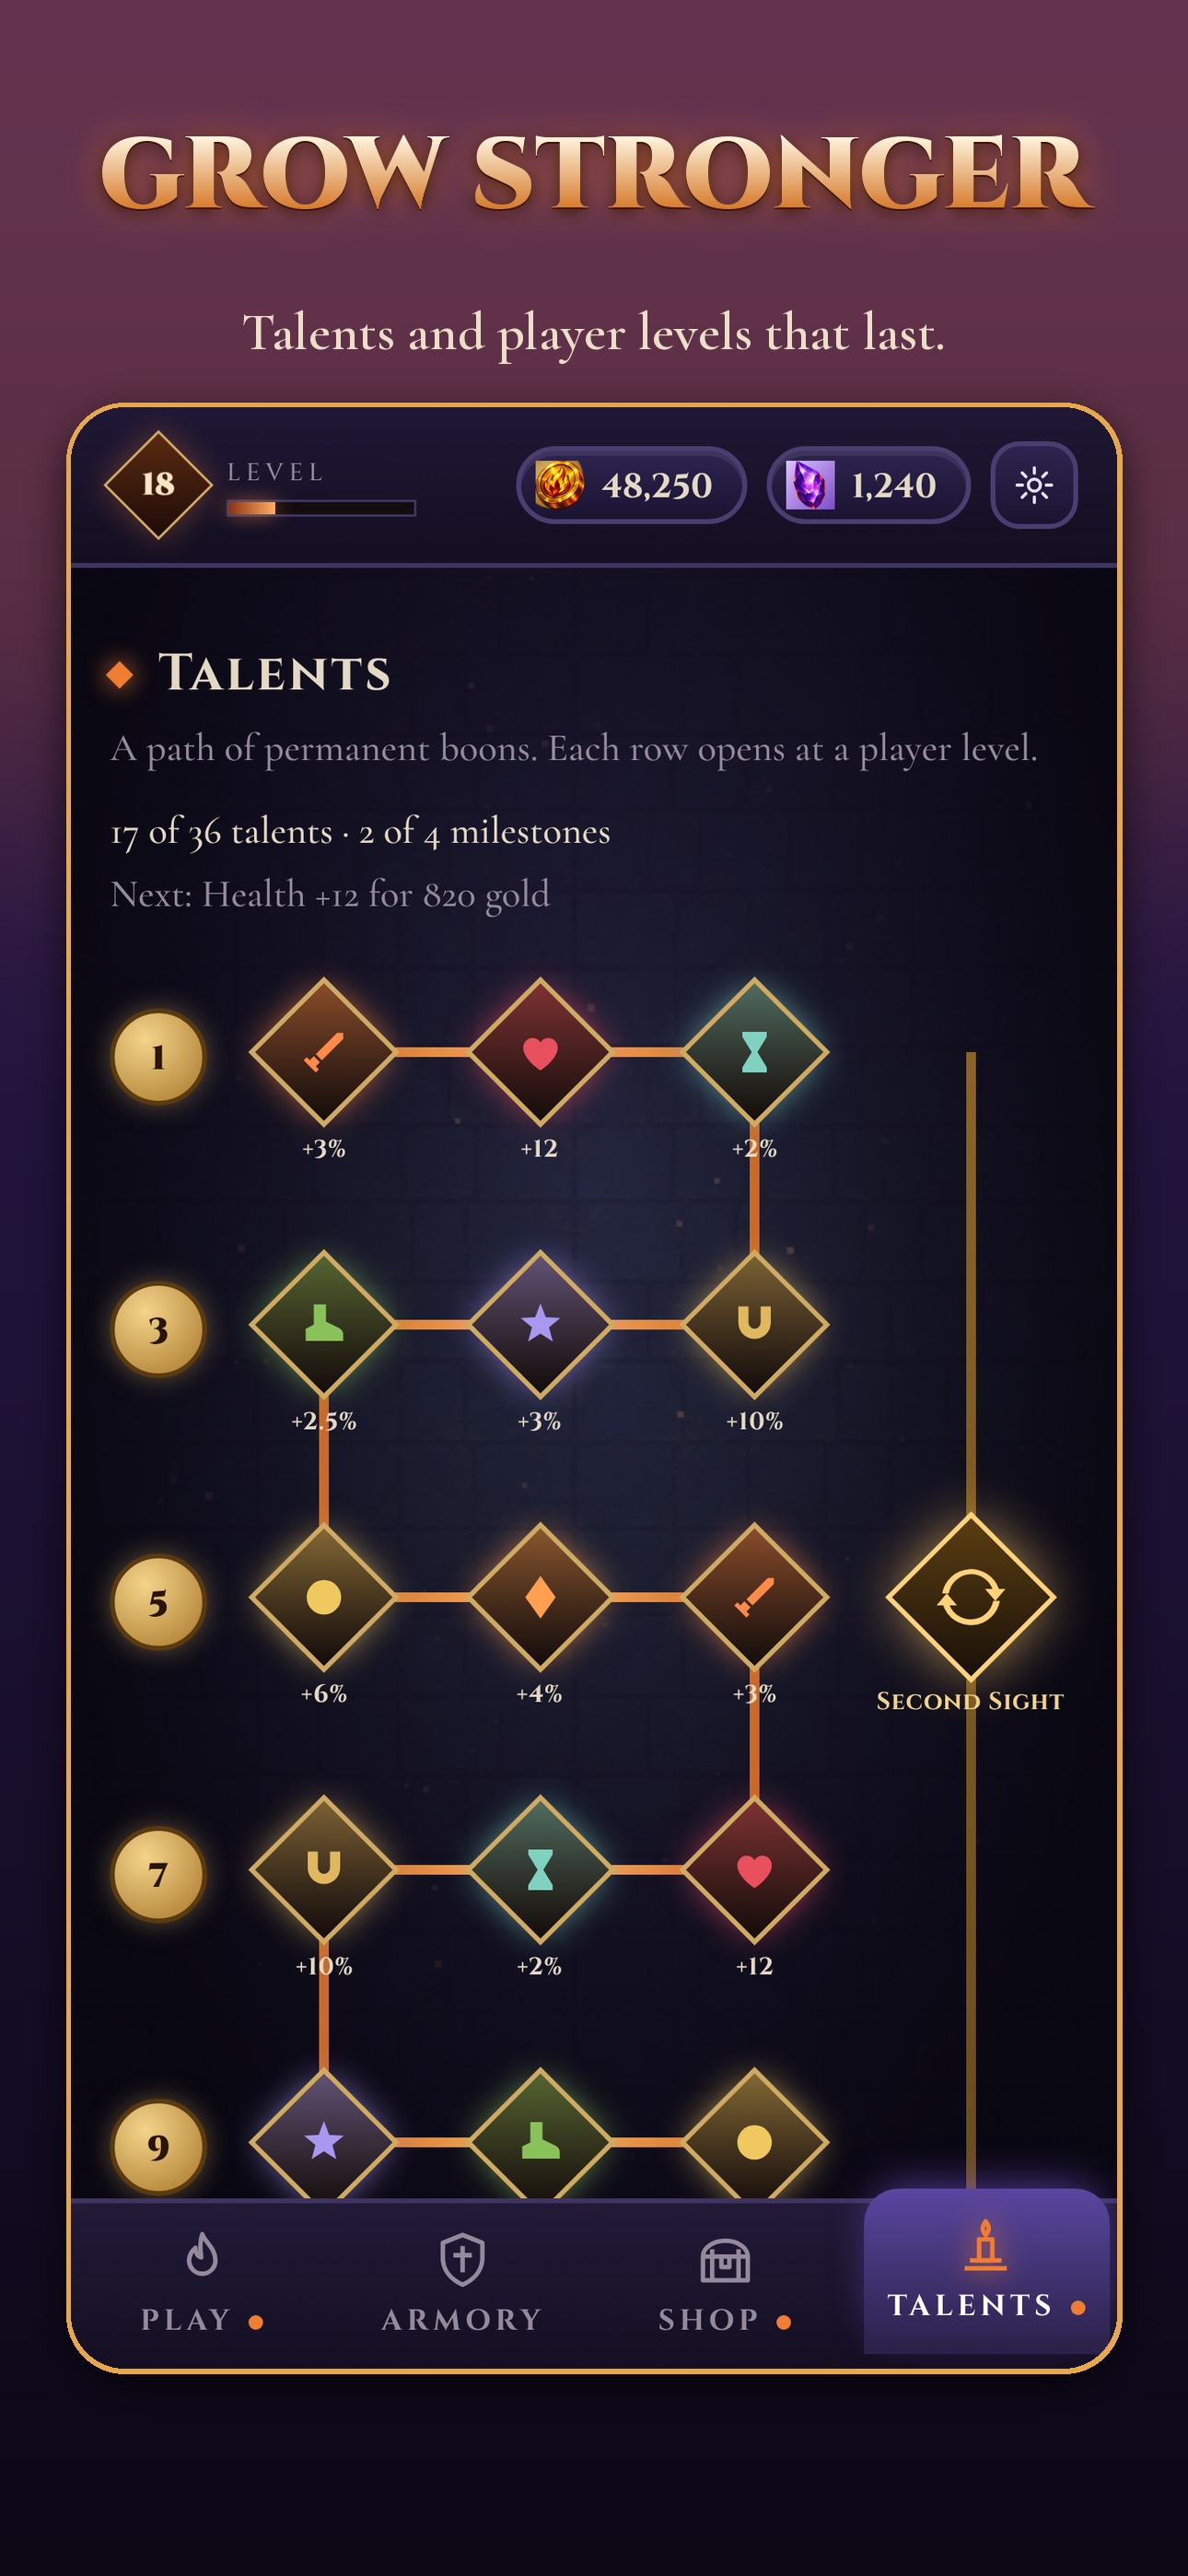 GROW STRONGER
Talents and player levels that last.
18 LEVEL 48,250 1,240
TALENTS
A path of permanent boons. Each row opens at a player level.
17 of 36 talents · 2 of 4 milestones
Next: Health +12 for 820 gold
1
+3% +12 +2%
3
+2.5% +3% +10%
5
+6% +4% +3% SECOND SIGHT
7
+10% +2% +12
9
PLAY ARMORY SHOP TALENTS